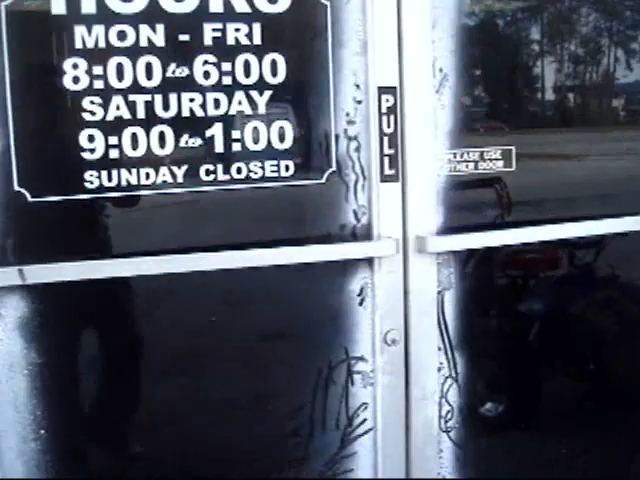 HOURS
MON - FRI
8:00 to 6:00
SATURDAY
9:00 to 1:00
SUNDAY CLOSED
PULL
PLEASE USE
OTHER DOOR